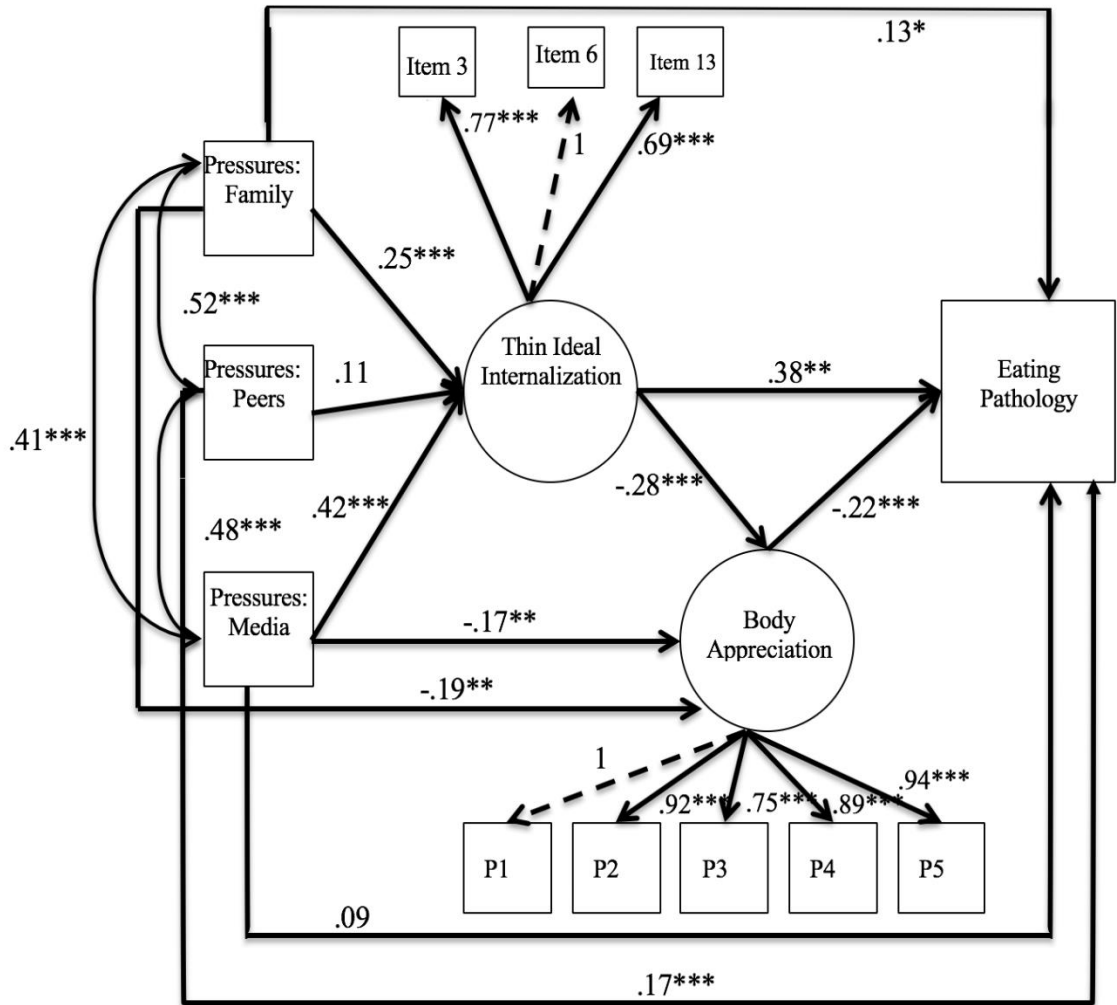 .13*
Item 3
Item 6
Item 13
.77***
1
.69***
Pressures:
Family
.25***
.52***
Thin Ideal
Internalization
Pressures:
Peers
.11
.38**
Eating
Pathology
.41***
-.28***
-.22***
.42***
.48***
Pressures:
Media
-.17**
Body
Appreciation
-.19**
1
.92***
.75***
.89***
.94***
P1
P2
P3
P4
P5
.09
.17***